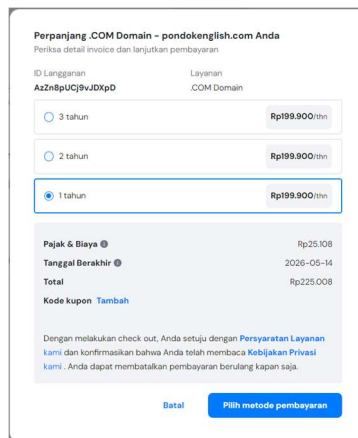 Perpanjang .COM Domain - pondokenglish.com Anda
Periksa detail invoice dan lanjutkan pembayaran
ID Langganan Layanan
AzZn8pUCj9vJDXpD .COM Domain
3 tahun Rp199.900/thn
2 tahun Rp199.900/thn
1 tahun Rp199.900/thn
Pajak & Biaya Rp25.108
Tanggal Berakhir 2026-05-14
Total Rp225.008
Kode kupon Tambah
Dengan melakukan check out, Anda setuju dengan Persyaratan Layanan
kami dan konfirmasikan bahwa Anda telah membaca Kebijakan Privasi
kami . Anda dapat membatalkan pembayaran berulang kapan saja.
Batal Pilih metode pembayaran